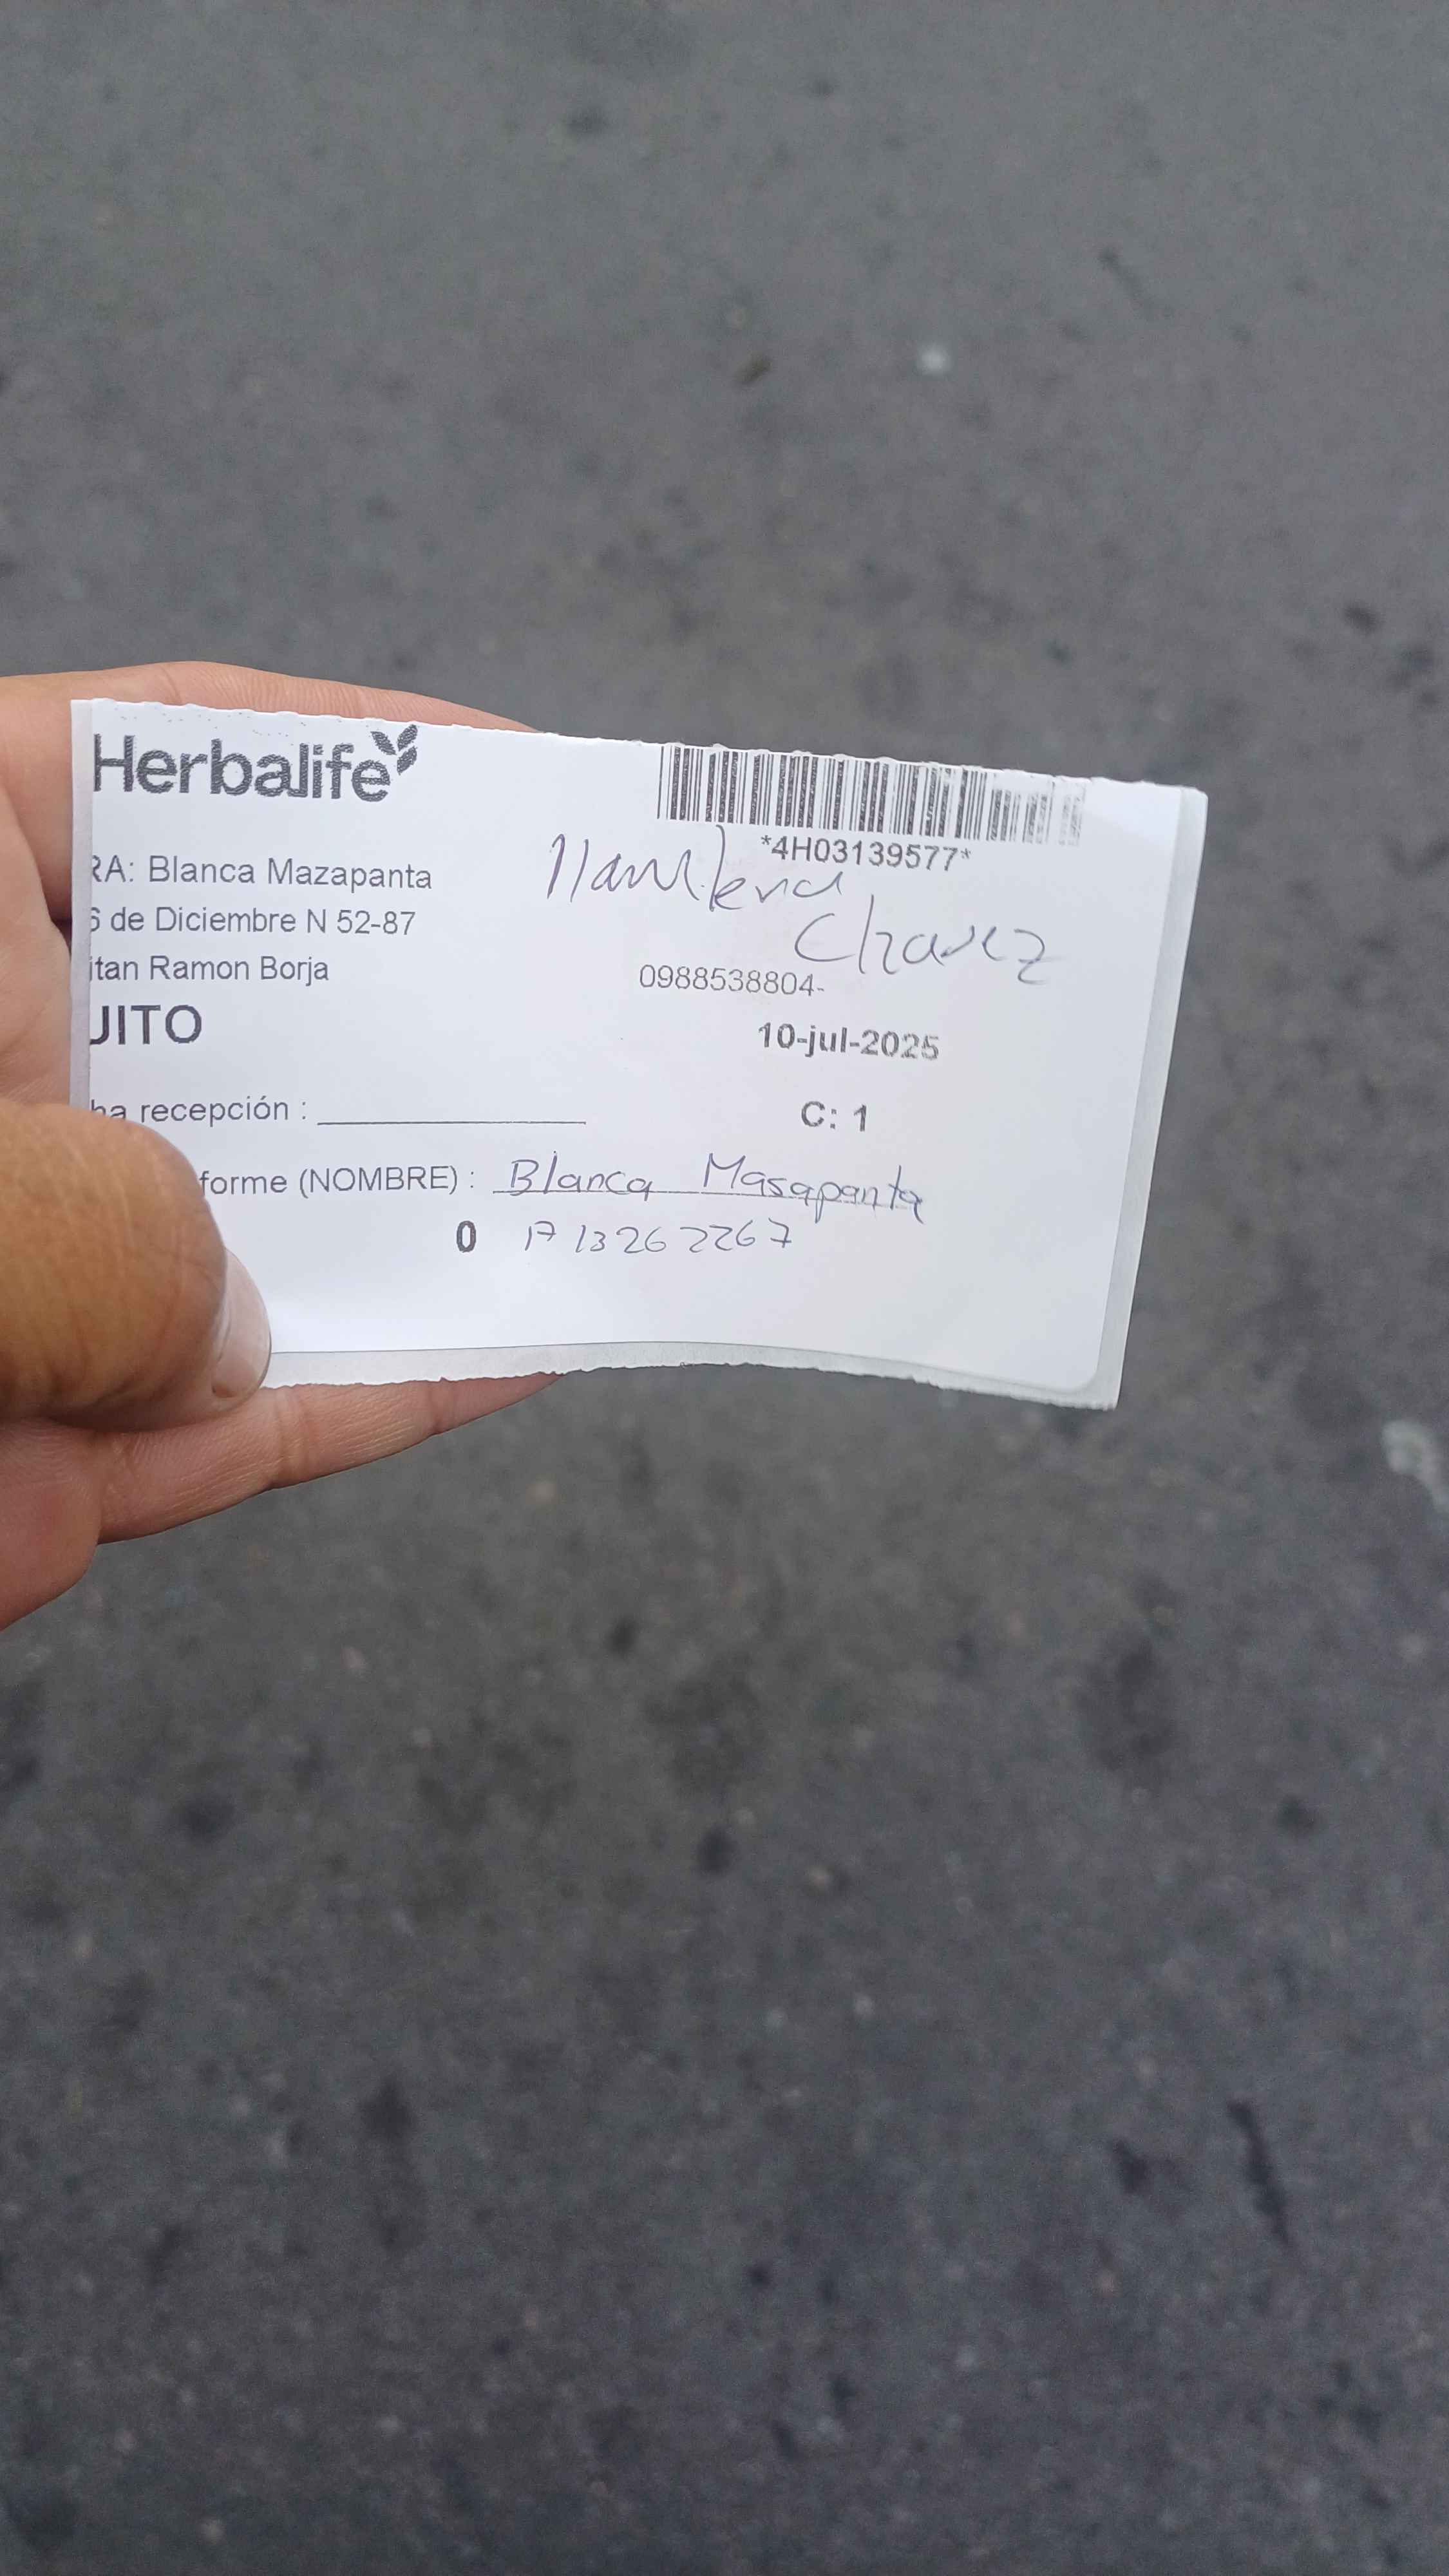 Herbalife
*4H03139577*
RA: Blanca Mazapanta
Chavez
6 de Diciembre N 52-87
itan Ramon Borja
0988538804-
UITO
10-jul-2025
ha recepción :
C: 1
forme (NOMBRE) : Blanca Masapanta
0 1713262267